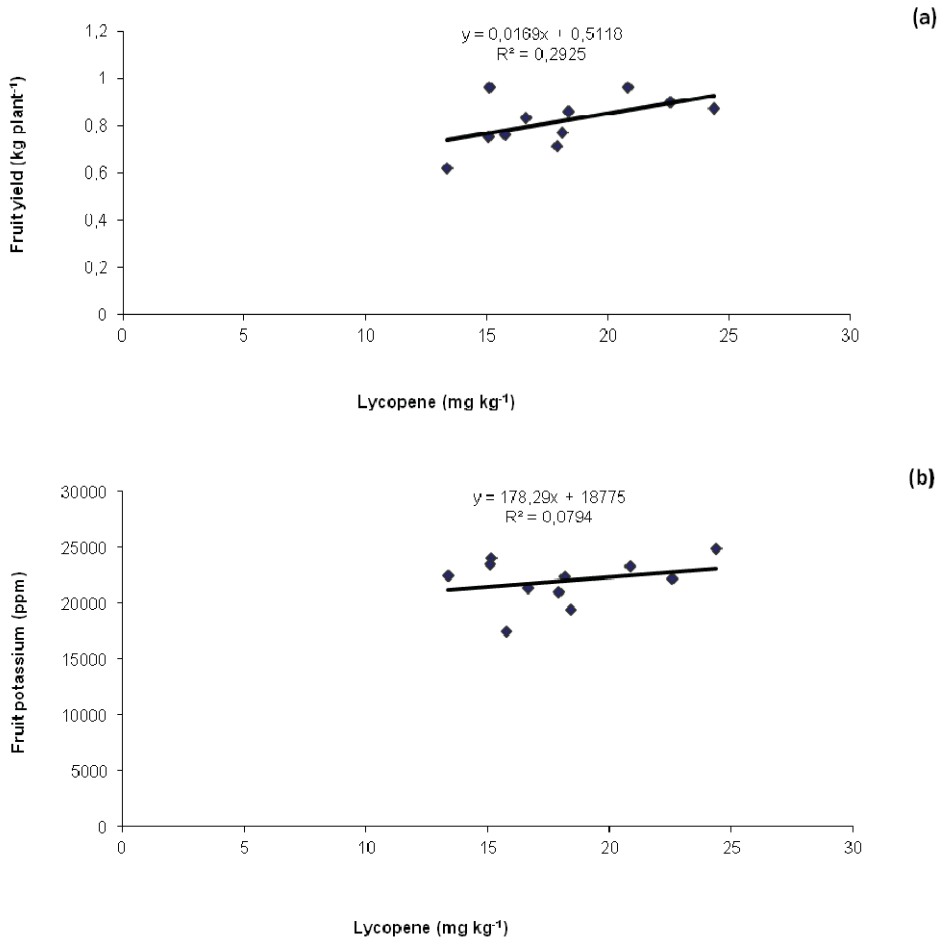 (a)
y = 0,0169x + 0,5118
R² = 0,2925
Fruit yield (kg plant⁻¹)
1,2
1
0,8
0,6
0,4
0,2
0
0 5 10 15 20 25 30
Lycopene (mg kg⁻¹)
(b)
y = 178,29x + 18775
R² = 0,0794
Fruit potassium (ppm)
30000
25000
20000
15000
10000
5000
0
0 5 10 15 20 25 30
Lycopene (mg kg⁻¹)